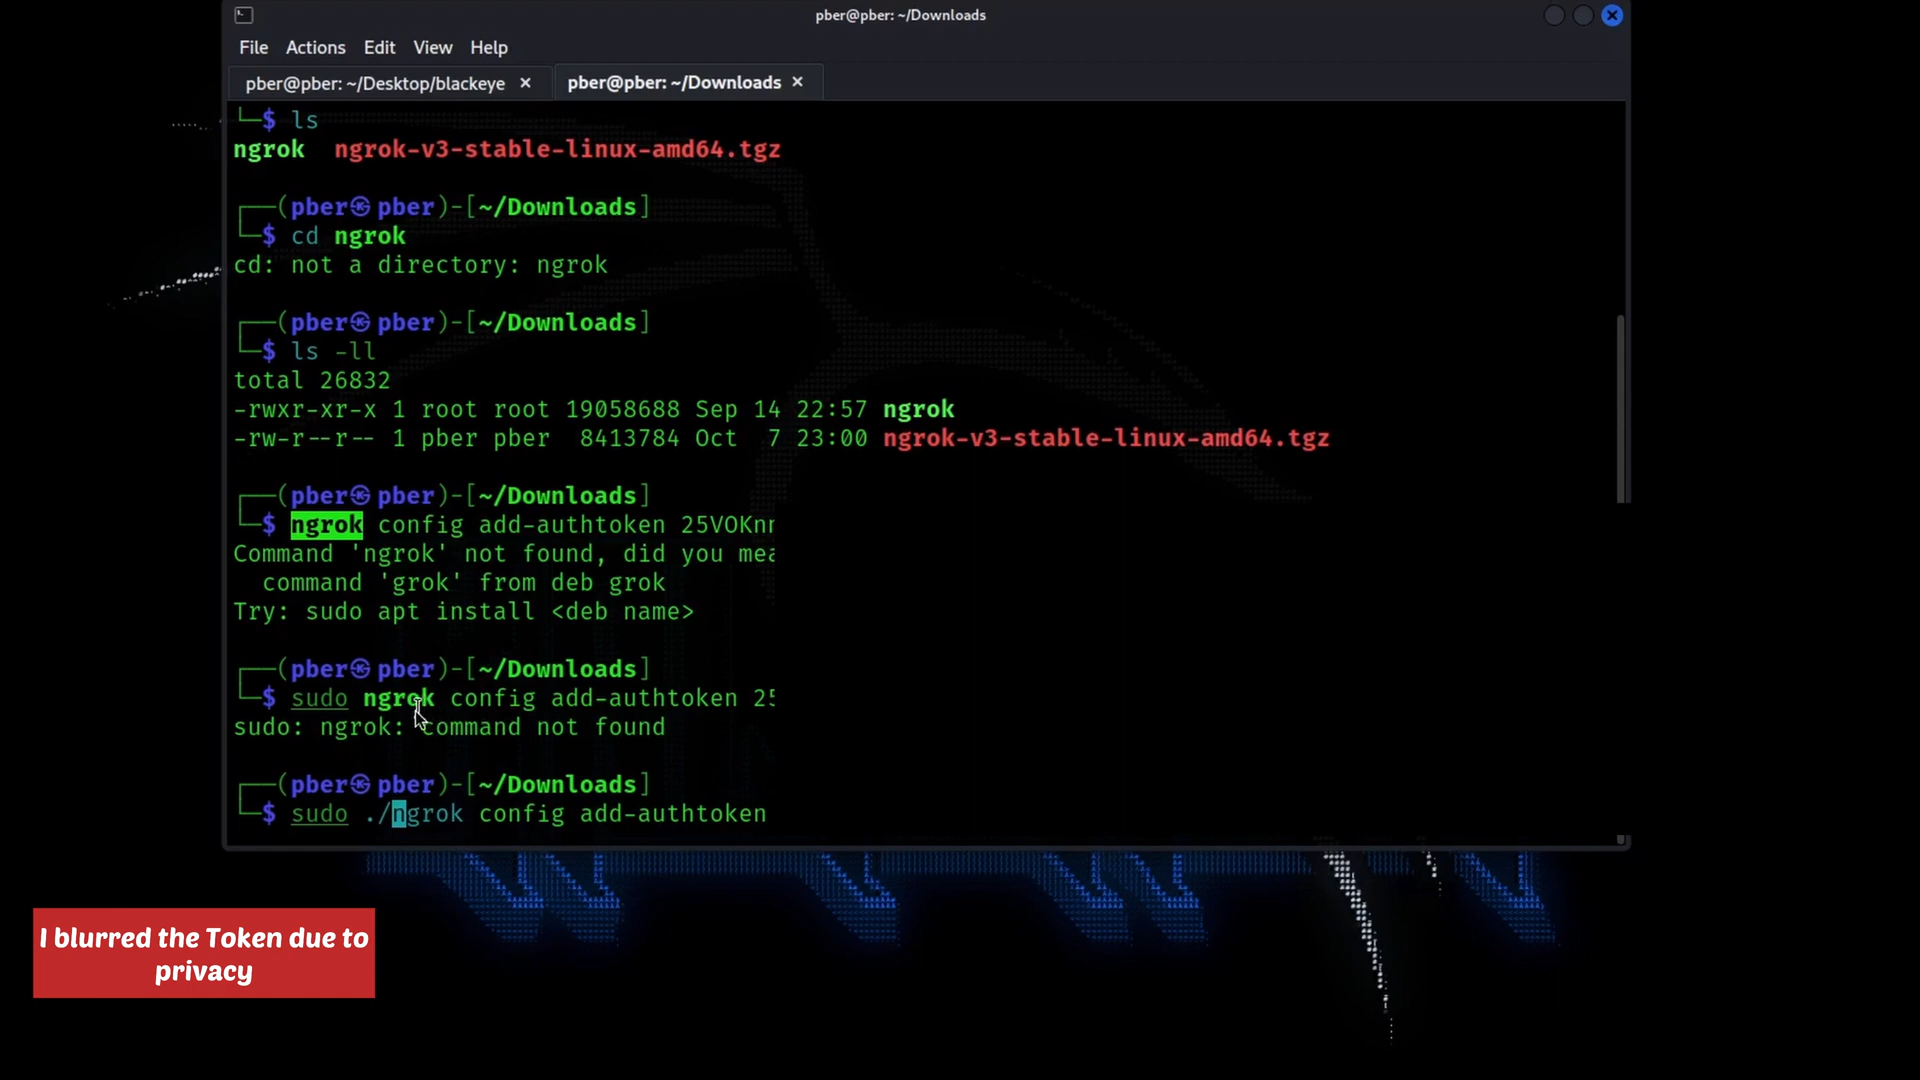 pber@pber: ~/Downloads
File Actions Edit View Help
pber@pber: ~/Desktop/blackeye × pber@pber: ~/Downloads ×
└─$ ls
ngrok ngrok-v3-stable-linux-amd64.tgz
┌──(pber㉿pber)-[~/Downloads]
└─$ cd ngrok
cd: not a directory: ngrok
┌──(pber㉿pber)-[~/Downloads]
└─$ ls -ll
total 26832
-rwxr-xr-x 1 root root 19058688 Sep 14 22:57 ngrok
-rw-r--r-- 1 pber pber 8413784 Oct 7 23:00 ngrok-v3-stable-linux-amd64.tgz
┌──(pber㉿pber)-[~/Downloads]
└─$ ngrok config add-authtoken 25VOKn
Command 'ngrok' not found, did you mea
command 'grok' from deb grok
Try: sudo apt install <deb name>
┌──(pber㉿pber)-[~/Downloads]
└─$ sudo ngrok config add-authtoken 25
sudo: ngrok: command not found
┌──(pber㉿pber)-[~/Downloads]
└─$ sudo ./ngrok config add-authtoken
I blurred the Token due to
privacy